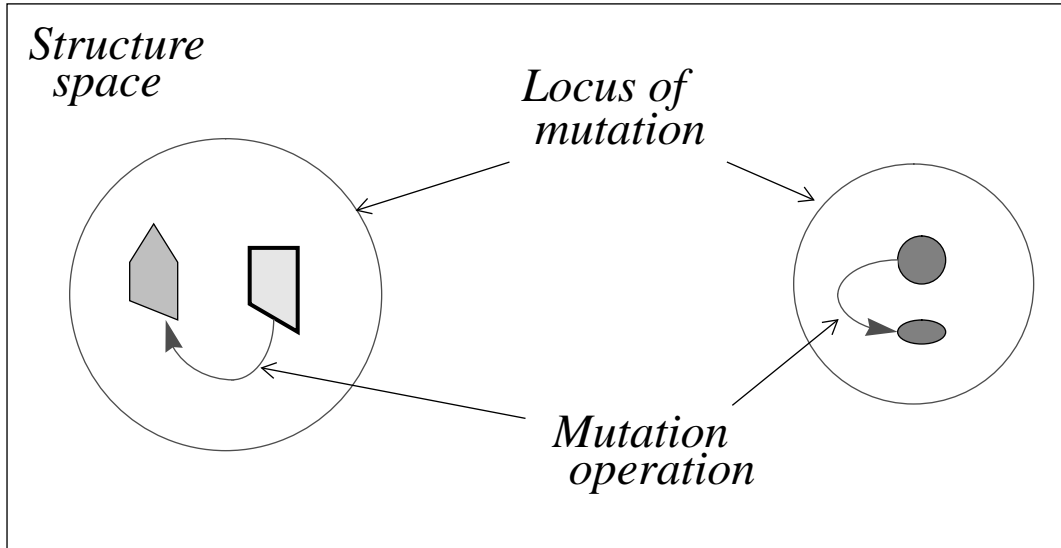 Structure
space
Locus of
mutation
Mutation
operation